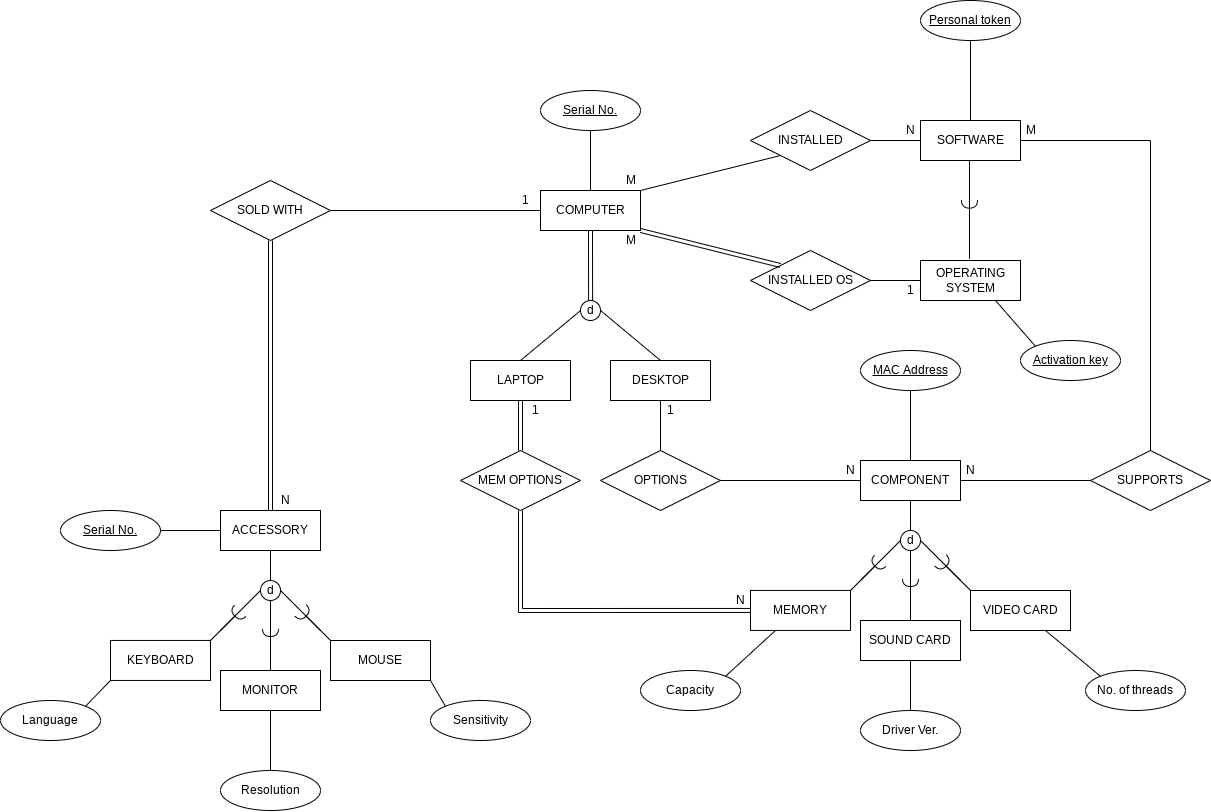 Personal token
Serial No.
INSTALLED
N
SOFTWARE
M
M
SOLD WITH
1
COMPUTER
M
INSTALLED OS
1
OPERATING
SYSTEM
d
Activation key
LAPTOP
DESKTOP
MAC Address
1
1
MEM OPTIONS
OPTIONS
N
COMPONENT
N
SUPPORTS
N
Serial No.
ACCESSORY
d
d
N
MEMORY
VIDEO CARD
SOUND CARD
KEYBOARD
MONITOR
MOUSE
Capacity
No. of threads
Language
Sensitivity
Driver Ver.
Resolution